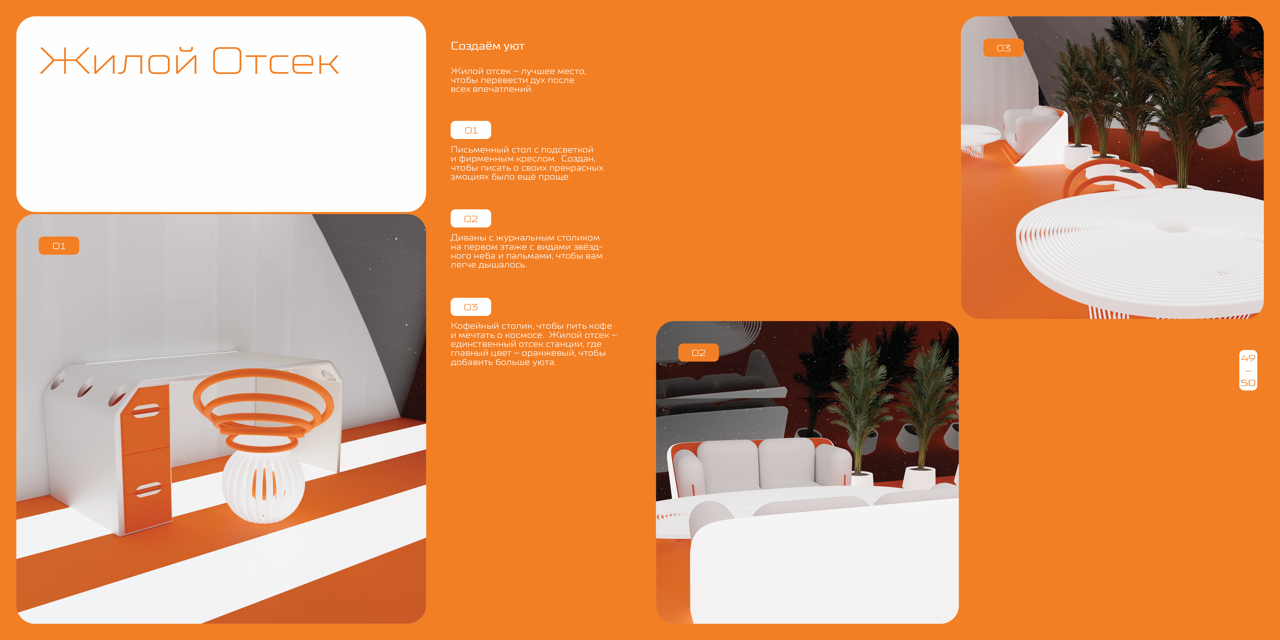 Жилой Отсек
01
Создаём уют
Жилой отсек – лучшее место,
чтобы перевести дух после
всех впечатлений.
01
Письменный стол с подсветкой
и фирменным креслом. Создан,
чтобы писать о своих прекрасных
эмоциях было ещё проще.
02
Диваны с журнальным столиком
на первом этаже с видами звёзд-
ного неба и пальмами, чтобы вам
легче дышалось.
03
Кофейный столик, чтобы пить кофе
и мечтать о космосе. Жилой отсек –
единственный отсек станции, где
главный цвет – оранжевый, чтобы
добавить больше уюта.
02
03
49
–
50